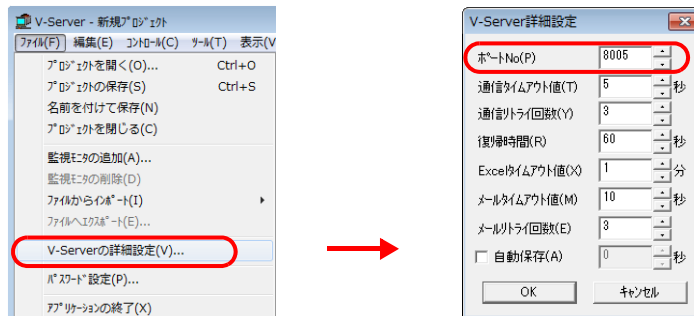 V-Server - 新規ﾌﾟﾛｼﾞｪｸﾄ
ﾌｧｲﾙ(F) 編集(E) ｺﾝﾄﾛｰﾙ(C) ﾂｰﾙ(T) 表示(V
ﾌﾟﾛｼﾞｪｸﾄを開く(O)... Ctrl+O
ﾌﾟﾛｼﾞｪｸﾄの保存(S) Ctrl+S
名前を付けて保存(N)
ﾌﾟﾛｼﾞｪｸﾄを閉じる(C)
監視ﾓﾆﾀの追加(A)...
監視ﾓﾆﾀの削除(D)
ﾌｧｲﾙからｲﾝﾎﾟｰﾄ(I)
ﾌｧｲﾙへｴｸｽﾎﾟｰﾄ(E)...
V-Serverの詳細設定(V)...
ﾊﾟｽﾜｰﾄﾞ設定(P)...
ｱﾌﾟﾘｹｰｼｮﾝの終了(X)
V-Server詳細設定
ﾎﾟｰﾄNo(P) 8005
通信ﾀｲﾑｱｳﾄ値(T) 5 秒
通信ﾘﾄﾗｲ回数(Y) 3
復帰時間(R) 60 秒
Excelﾀｲﾑｱｳﾄ値(X) 1 分
ﾒｰﾙﾀｲﾑｱｳﾄ値(M) 10 秒
ﾒｰﾙﾘﾄﾗｲ回数(E) 3
自動保存(A) 0 秒
OK ｷｬﾝｾﾙ